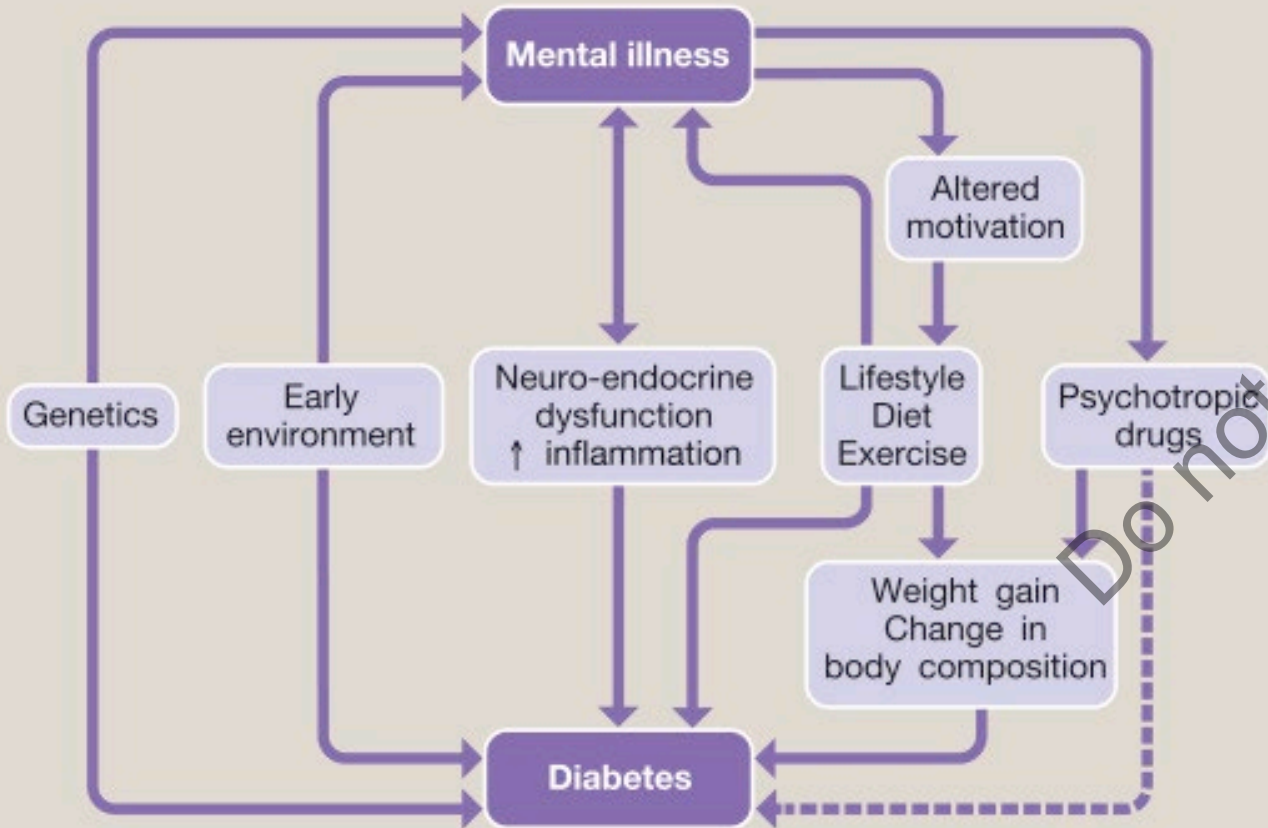 Mental illness
Altered
motivation
Genetics
Early
environment
Neuro-endocrine
dysfunction
↑ inflammation
Lifestyle
Diet
Exercise
Psychotropic
drugs
Weight gain
Change in
body composition
Diabetes
Do not